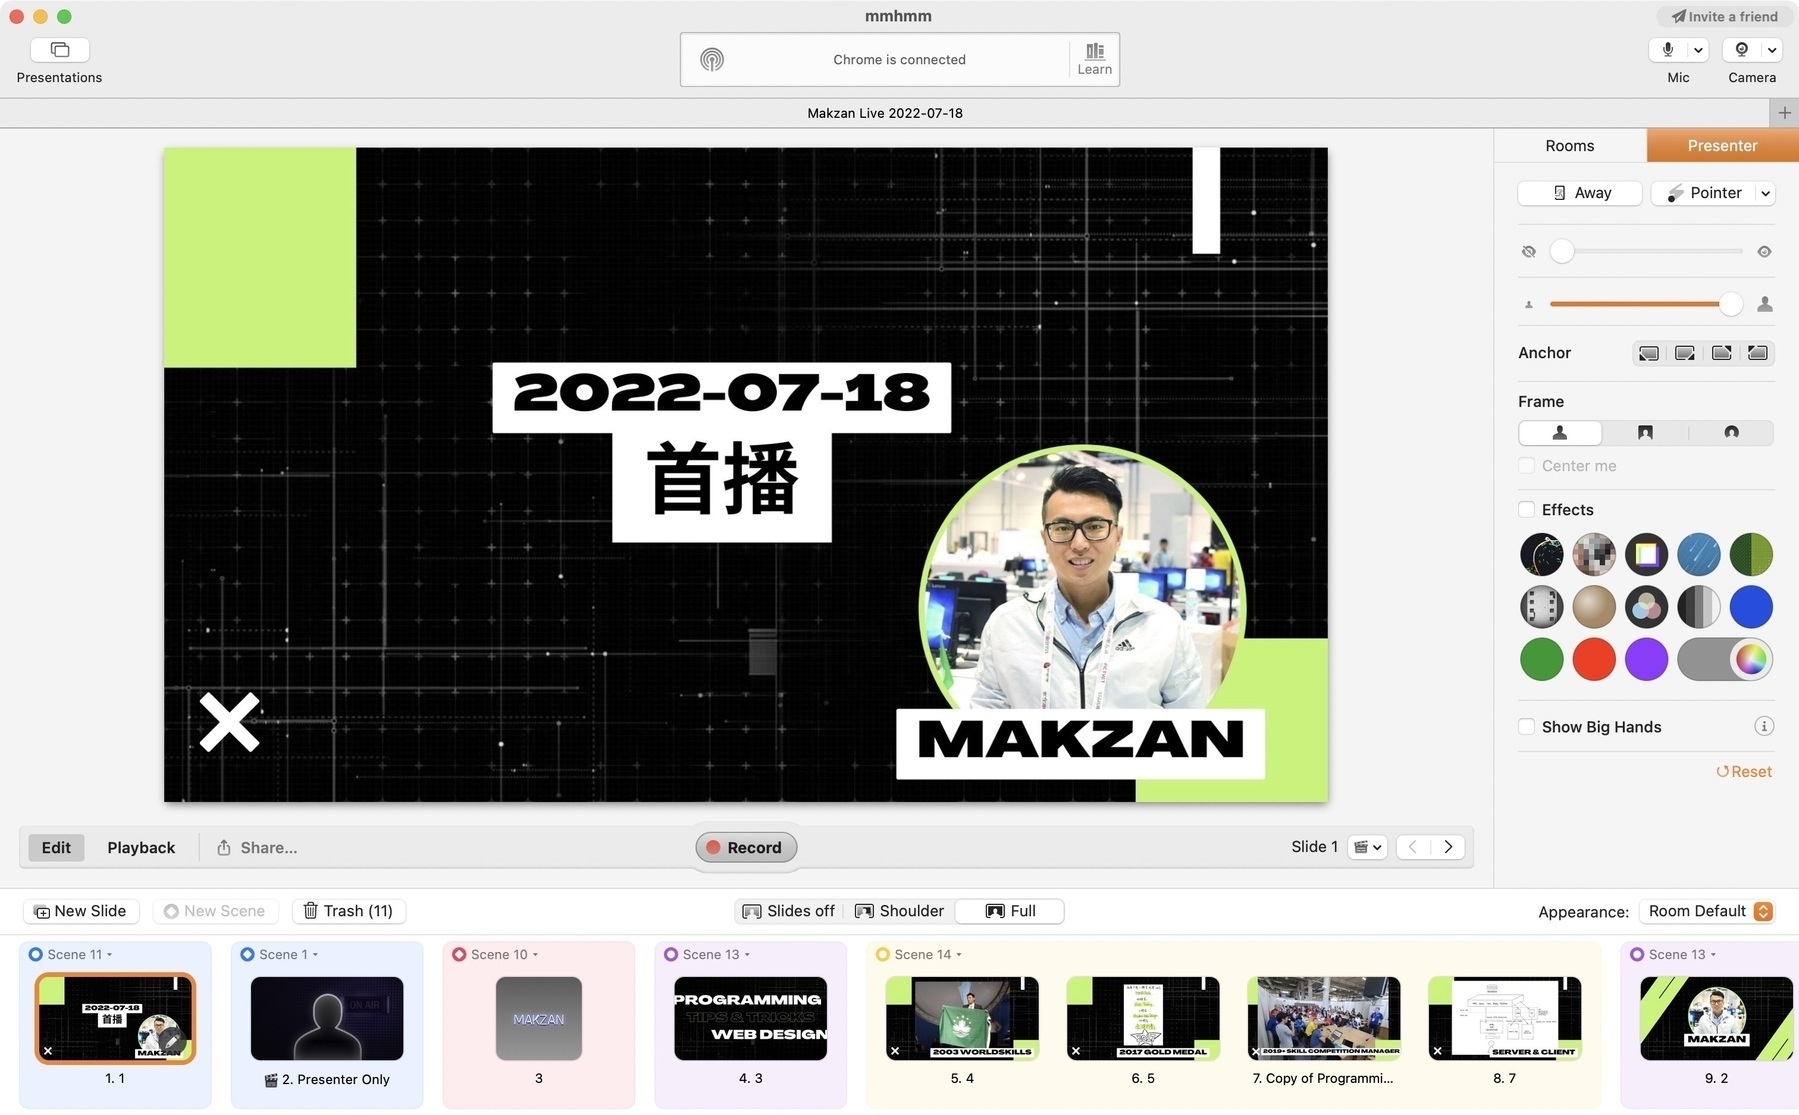 mmhmm
Invite a friend
Presentations
Chrome is connected
Learn
Mic
Camera
Makzan Live 2022-07-18
Rooms
Presenter
Away
Pointer
2022-07-18
首播
MAKZAN
Anchor
Frame
Center me
Effects
Show Big Hands
Reset
Edit
Playback
Share...
Record
Slide 1
New Slide
New Scene
Trash (11)
Slides off
Shoulder
Full
Appearance:
Room Default
Scene 11
Scene 1
Scene 10
Scene 13
Scene 14
Scene 13
2022-07-18
首播
MAKZAN
ON AIR
MAKZAN
PROGRAMMING
TIPS & TRICKS
WEB DESIGN
2003 WORLDSKILLS
2017 GOLD MEDAL
2019+ SKILL COMPETITION MANAGER
SERVER & CLIENT
MAKZAN
1. 1
2. Presenter Only
3
4. 3
5. 4
6. 5
7. Copy of Programmi...
8. 7
9. 2